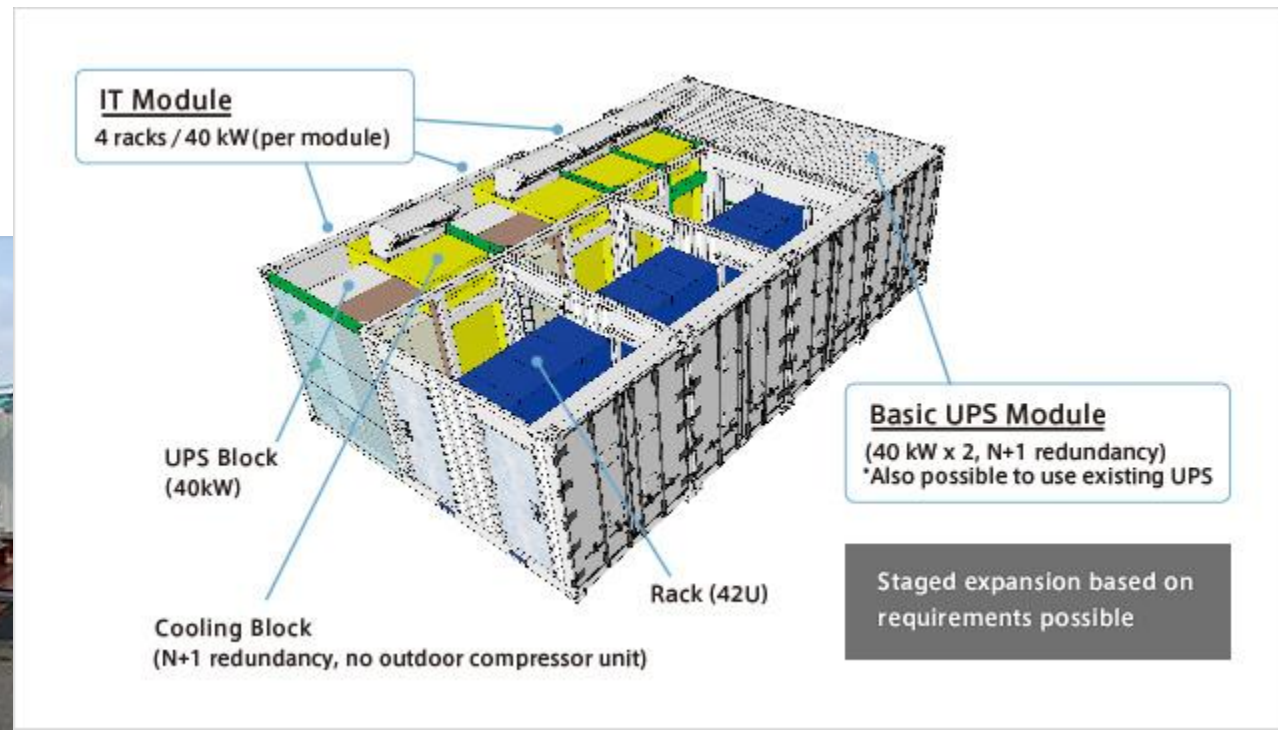 IT Module
4 racks / 40 kW (per module)
UPS Block
(40kW)
Cooling Block
(N+1 redundancy, no outdoor compressor unit)
Rack (42U)
Basic UPS Module
(40 kW x 2, N+1 redundancy)
*Also possible to use existing UPS
Staged expansion based on
requirements possible